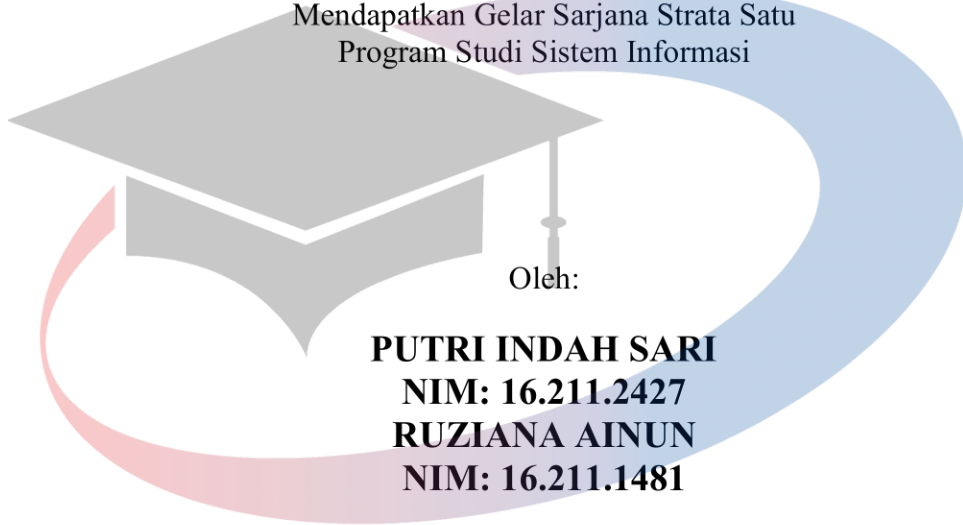 Mendapatkan Gelar Sarjana Strata Satu
Program Studi Sistem Informasi
Oleh:
PUTRI INDAH SARI
NIM: 16.211.2427
RUZIANA AINUN
NIM: 16.211.1481